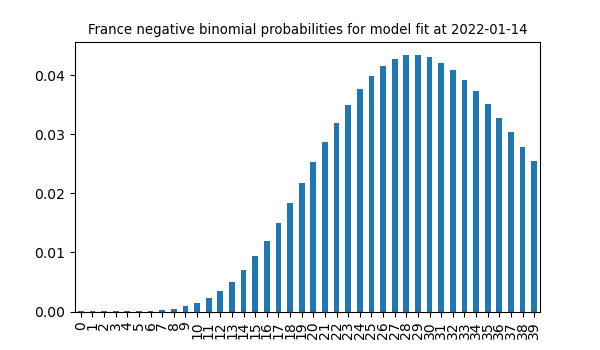 France negative binomial probabilities for model fit at 2022-01-14
0.04
0.03
0.02
0.01
0.00
0 1 2 3 4 5 6 7 8 9 10 11 12 13 14 15 16 17 18 19 20 21 22 23 24 25 26 27 28 29 30 31 32 33 34 35 36 37 38 39